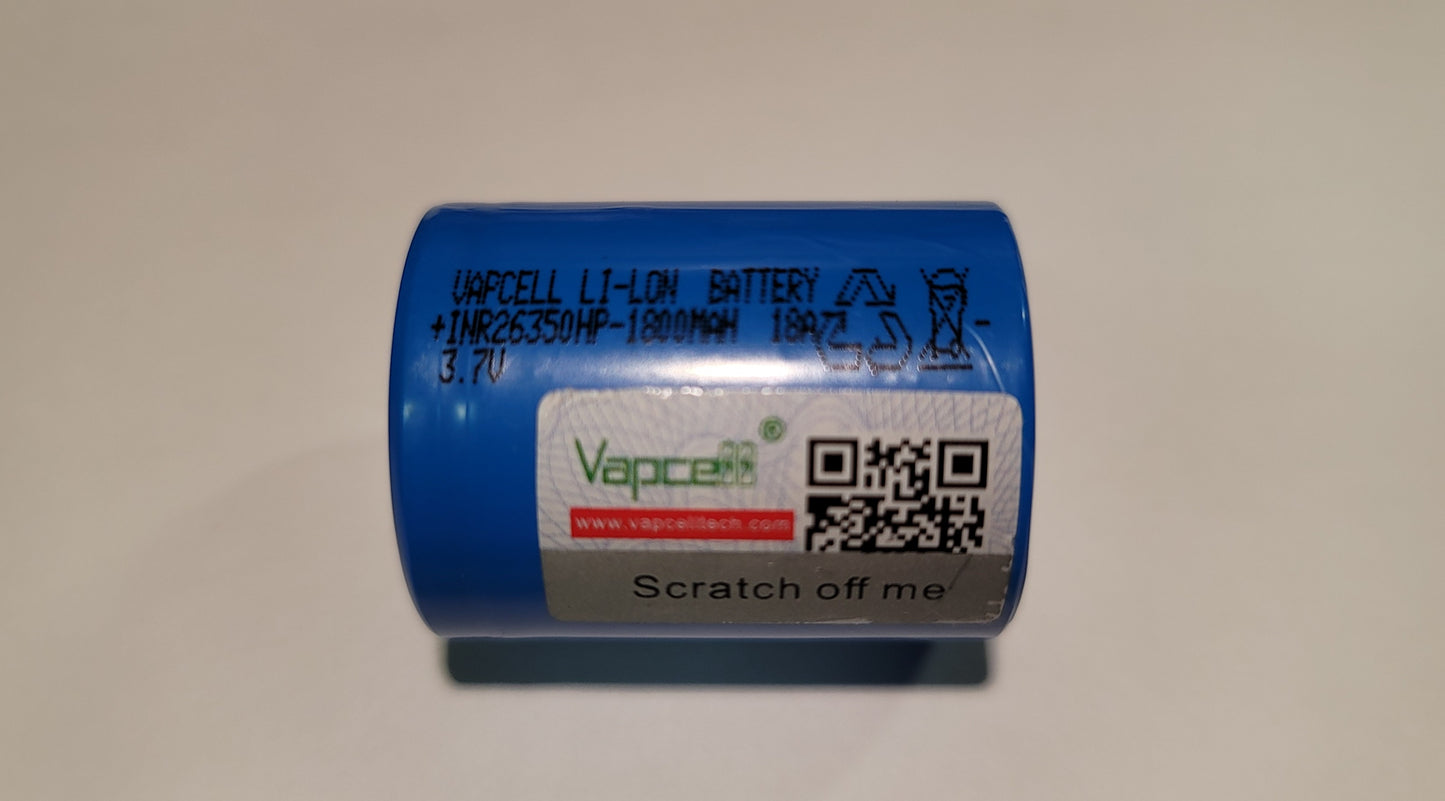 VAPCELL LI-LON BATTERY
+INR26350HP-1800MAH 18A -
3.7V
Vapcell®
www.vapcelltech.com
Scratch off me